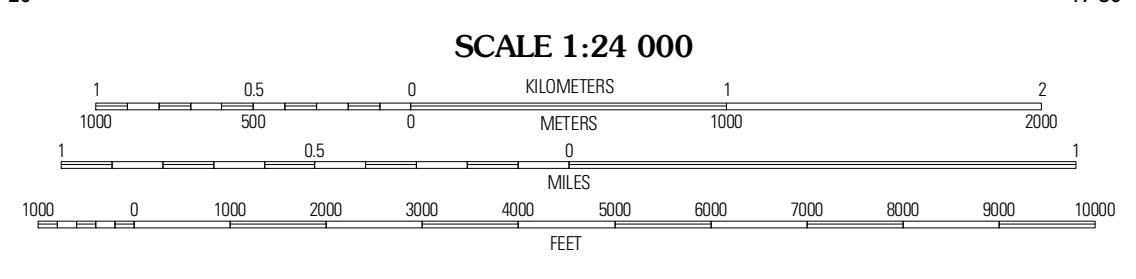 SCALE 1:24 000
1 0.5 0 KILOMETERS 1 2
1000 500 0 METERS 1000 2000
1 0.5 0 1
MILES
1000 0 1000 2000 3000 4000 5000 6000 7000 8000 9000 10000
FEET